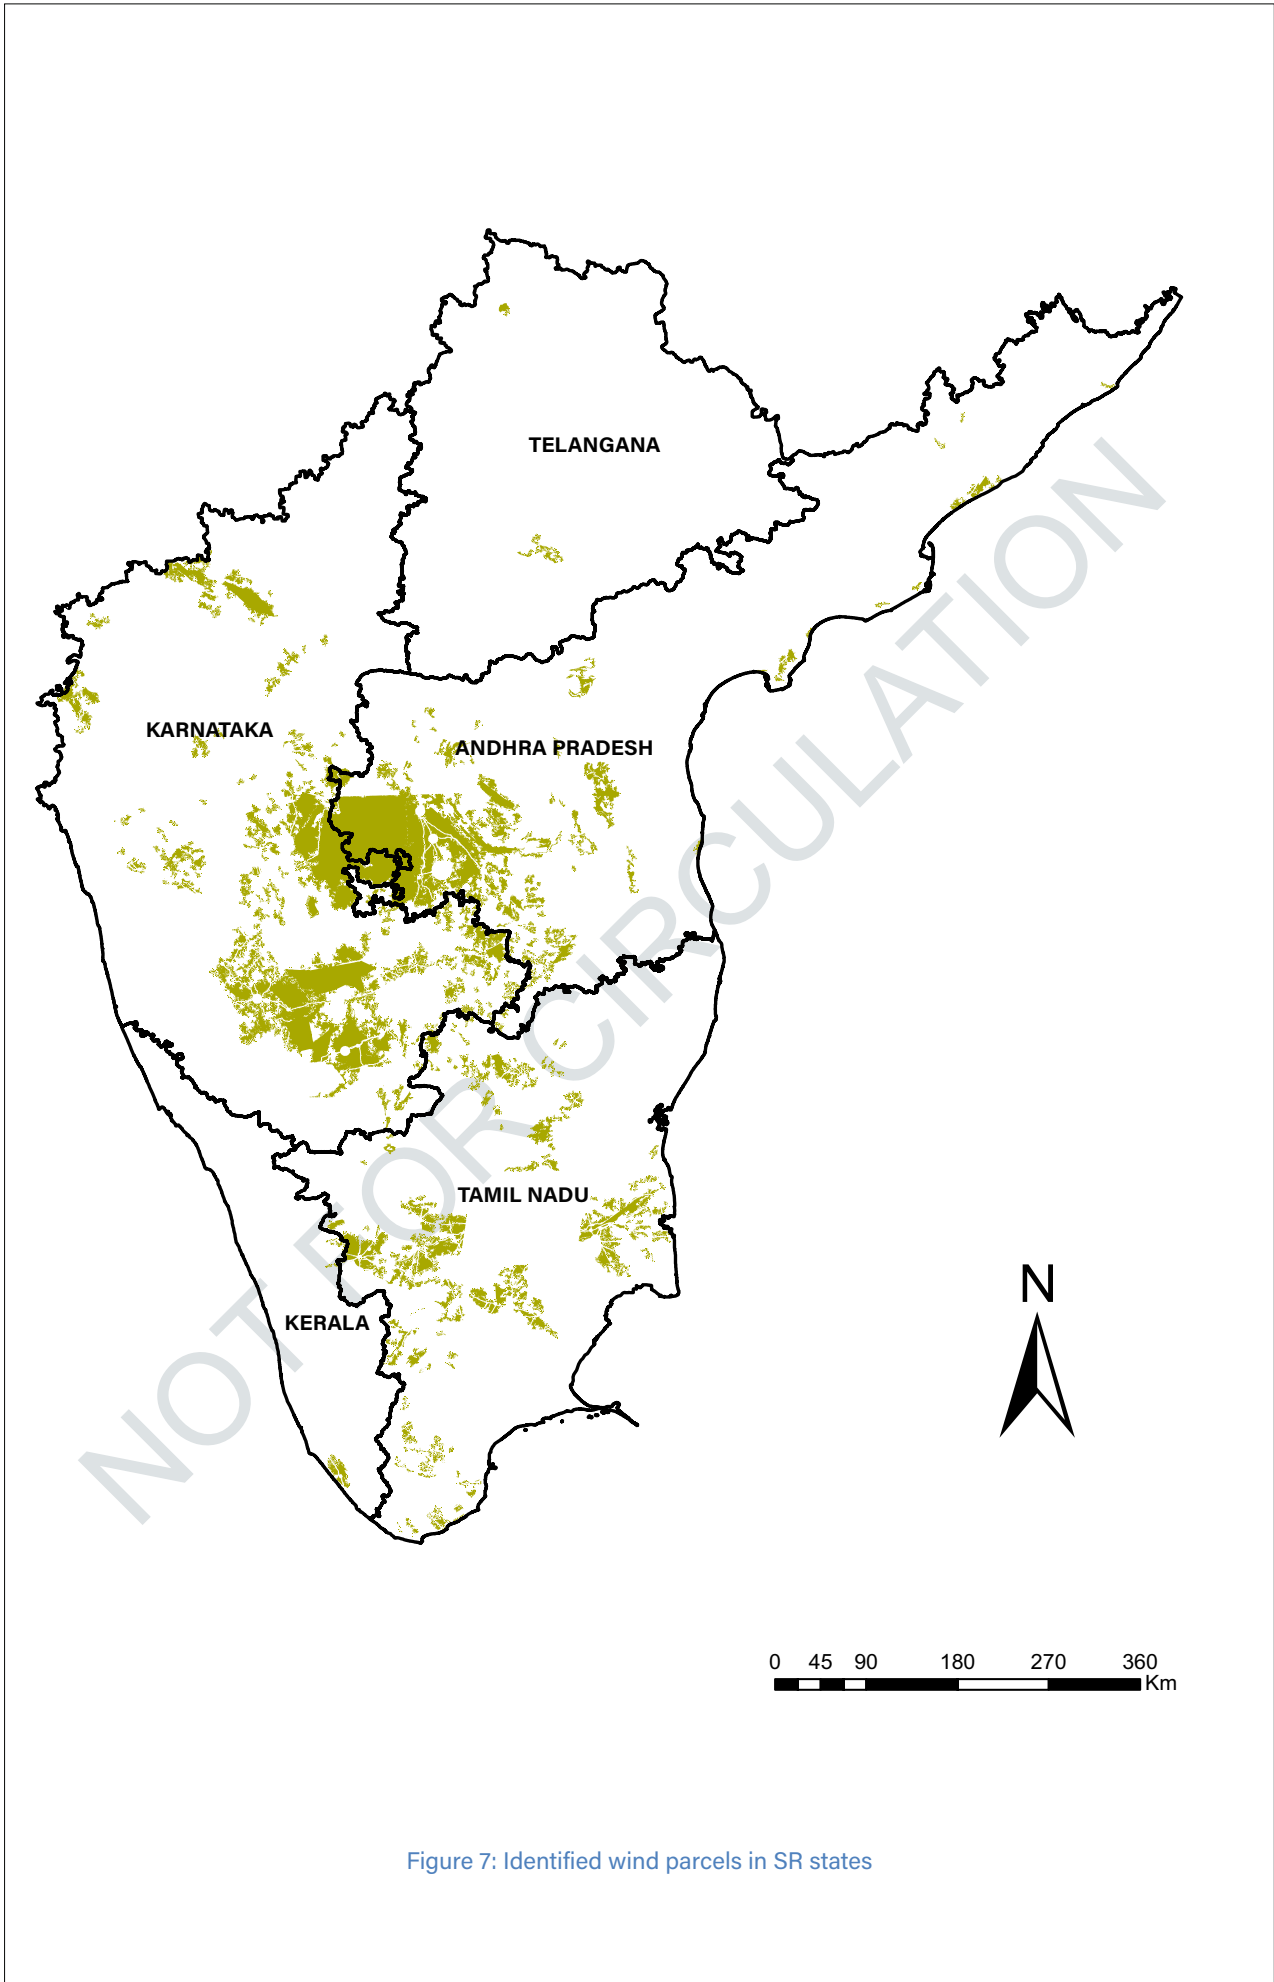 TELANGANA
KARNATAKA
ANDHRA PRADESH
TAMIL NADU
KERALA
NOT FOR CIRCULATION
N
0 45 90 180 270 360
Km
Figure 7: Identified wind parcels in SR states